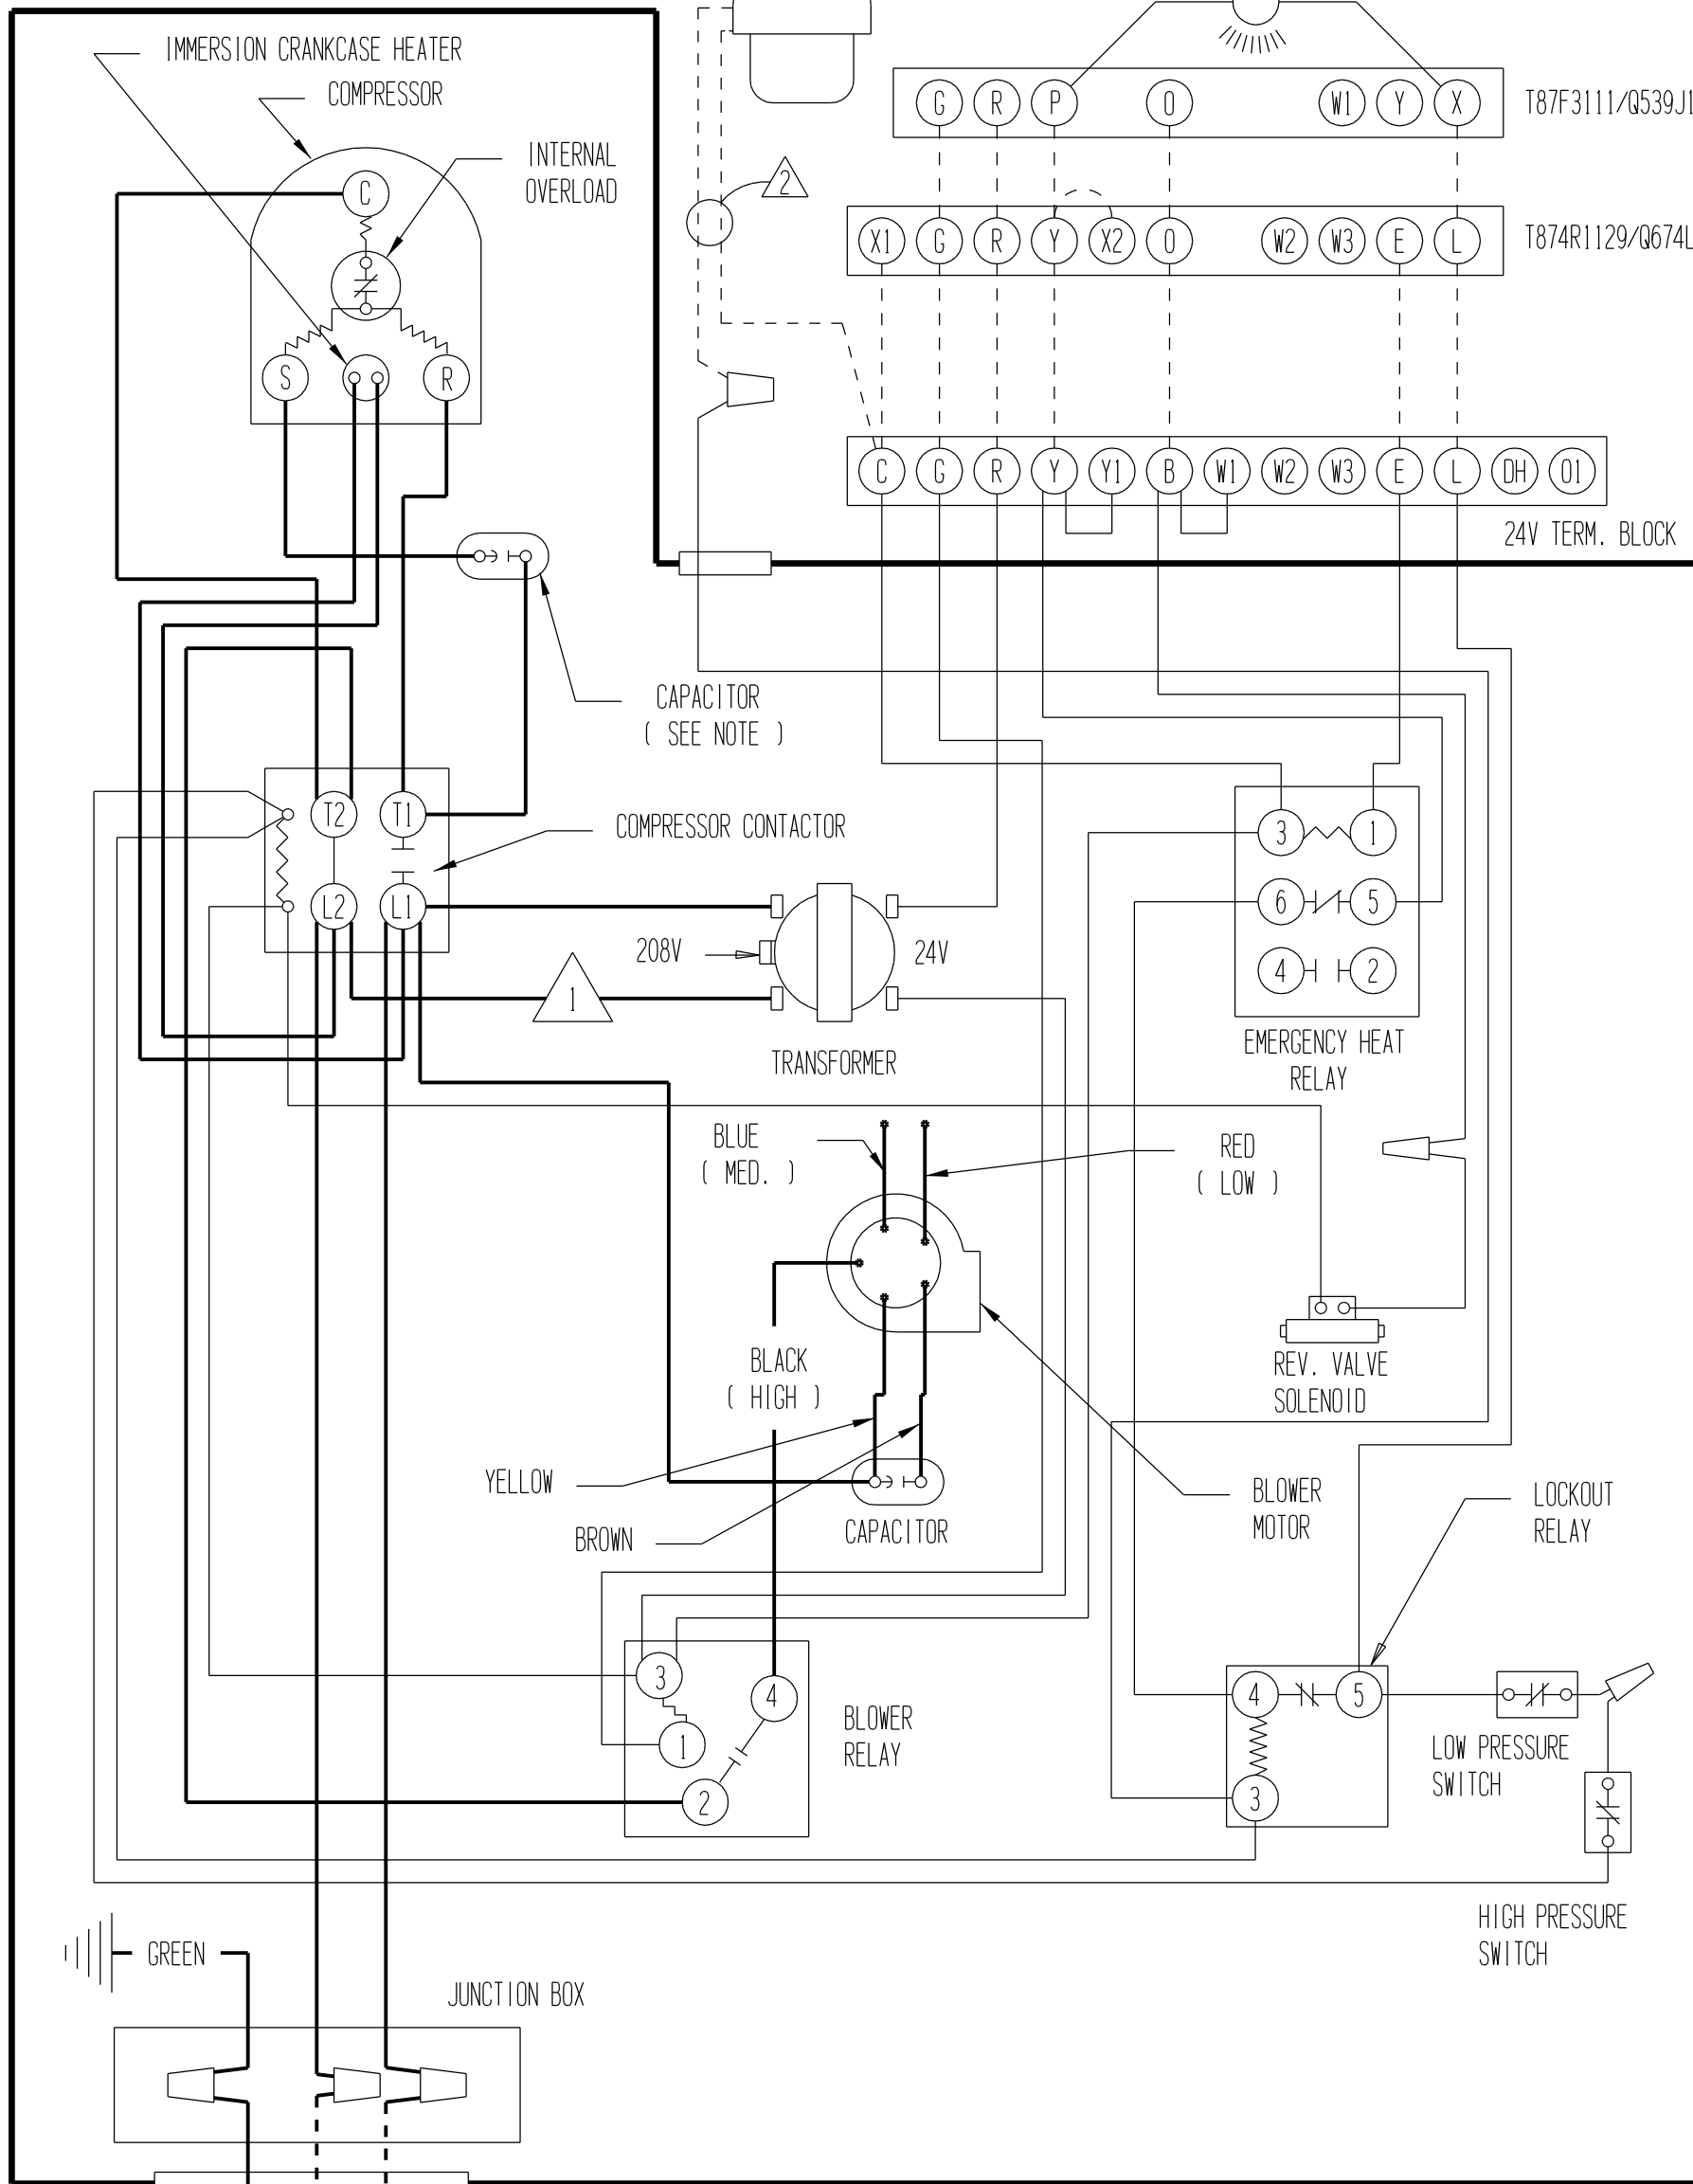 IMMERSION CRANKCASE HEATER
COMPRESSOR
INTERNAL
OVERLOAD
C
S
R
2
G R P O W1 Y X
T87F3111/Q539J1
X1 G R Y X2 O W2 W3 E L
T874R1129/Q674L
C G R Y Y1 B W1 W2 W3 E L DH O1
24V TERM. BLOCK
CAPACITOR
( SEE NOTE )
T2 T1
L2 L1
COMPRESSOR CONTACTOR
208V
24V
1
TRANSFORMER
3 1
6 5
4 2
EMERGENCY HEAT
RELAY
BLUE
( MED. )
RED
( LOW )
BLACK
( HIGH )
REV. VALVE
SOLENOID
YELLOW
BROWN
CAPACITOR
BLOWER
MOTOR
LOCKOUT
RELAY
3
4
1
2
BLOWER
RELAY
4 5
3
LOW PRESSURE
SWITCH
HIGH PRESSURE
SWITCH
GREEN
JUNCTION BOX